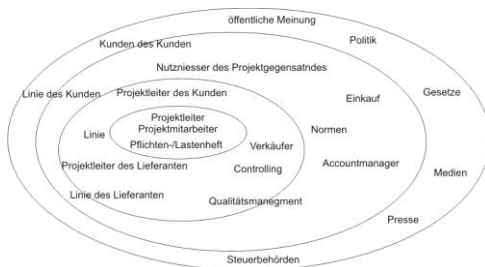 öffentliche Meinung
Politik
Kunden des Kunden
Nutzniesser des Projektgegensatndes
Linie des Kunden
Projektleiter des Kunden
Einkauf
Gesetze
Projektleiter
Projektmitarbeiter
Linie
Normen
Pflichten-/Lastenheft
Verkäufer
Projektleiter des Lieferanten
Controlling
Accountmanager
Medien
Linie des Lieferanten
Qualitätsmanegment
Presse
Steuerbehörden